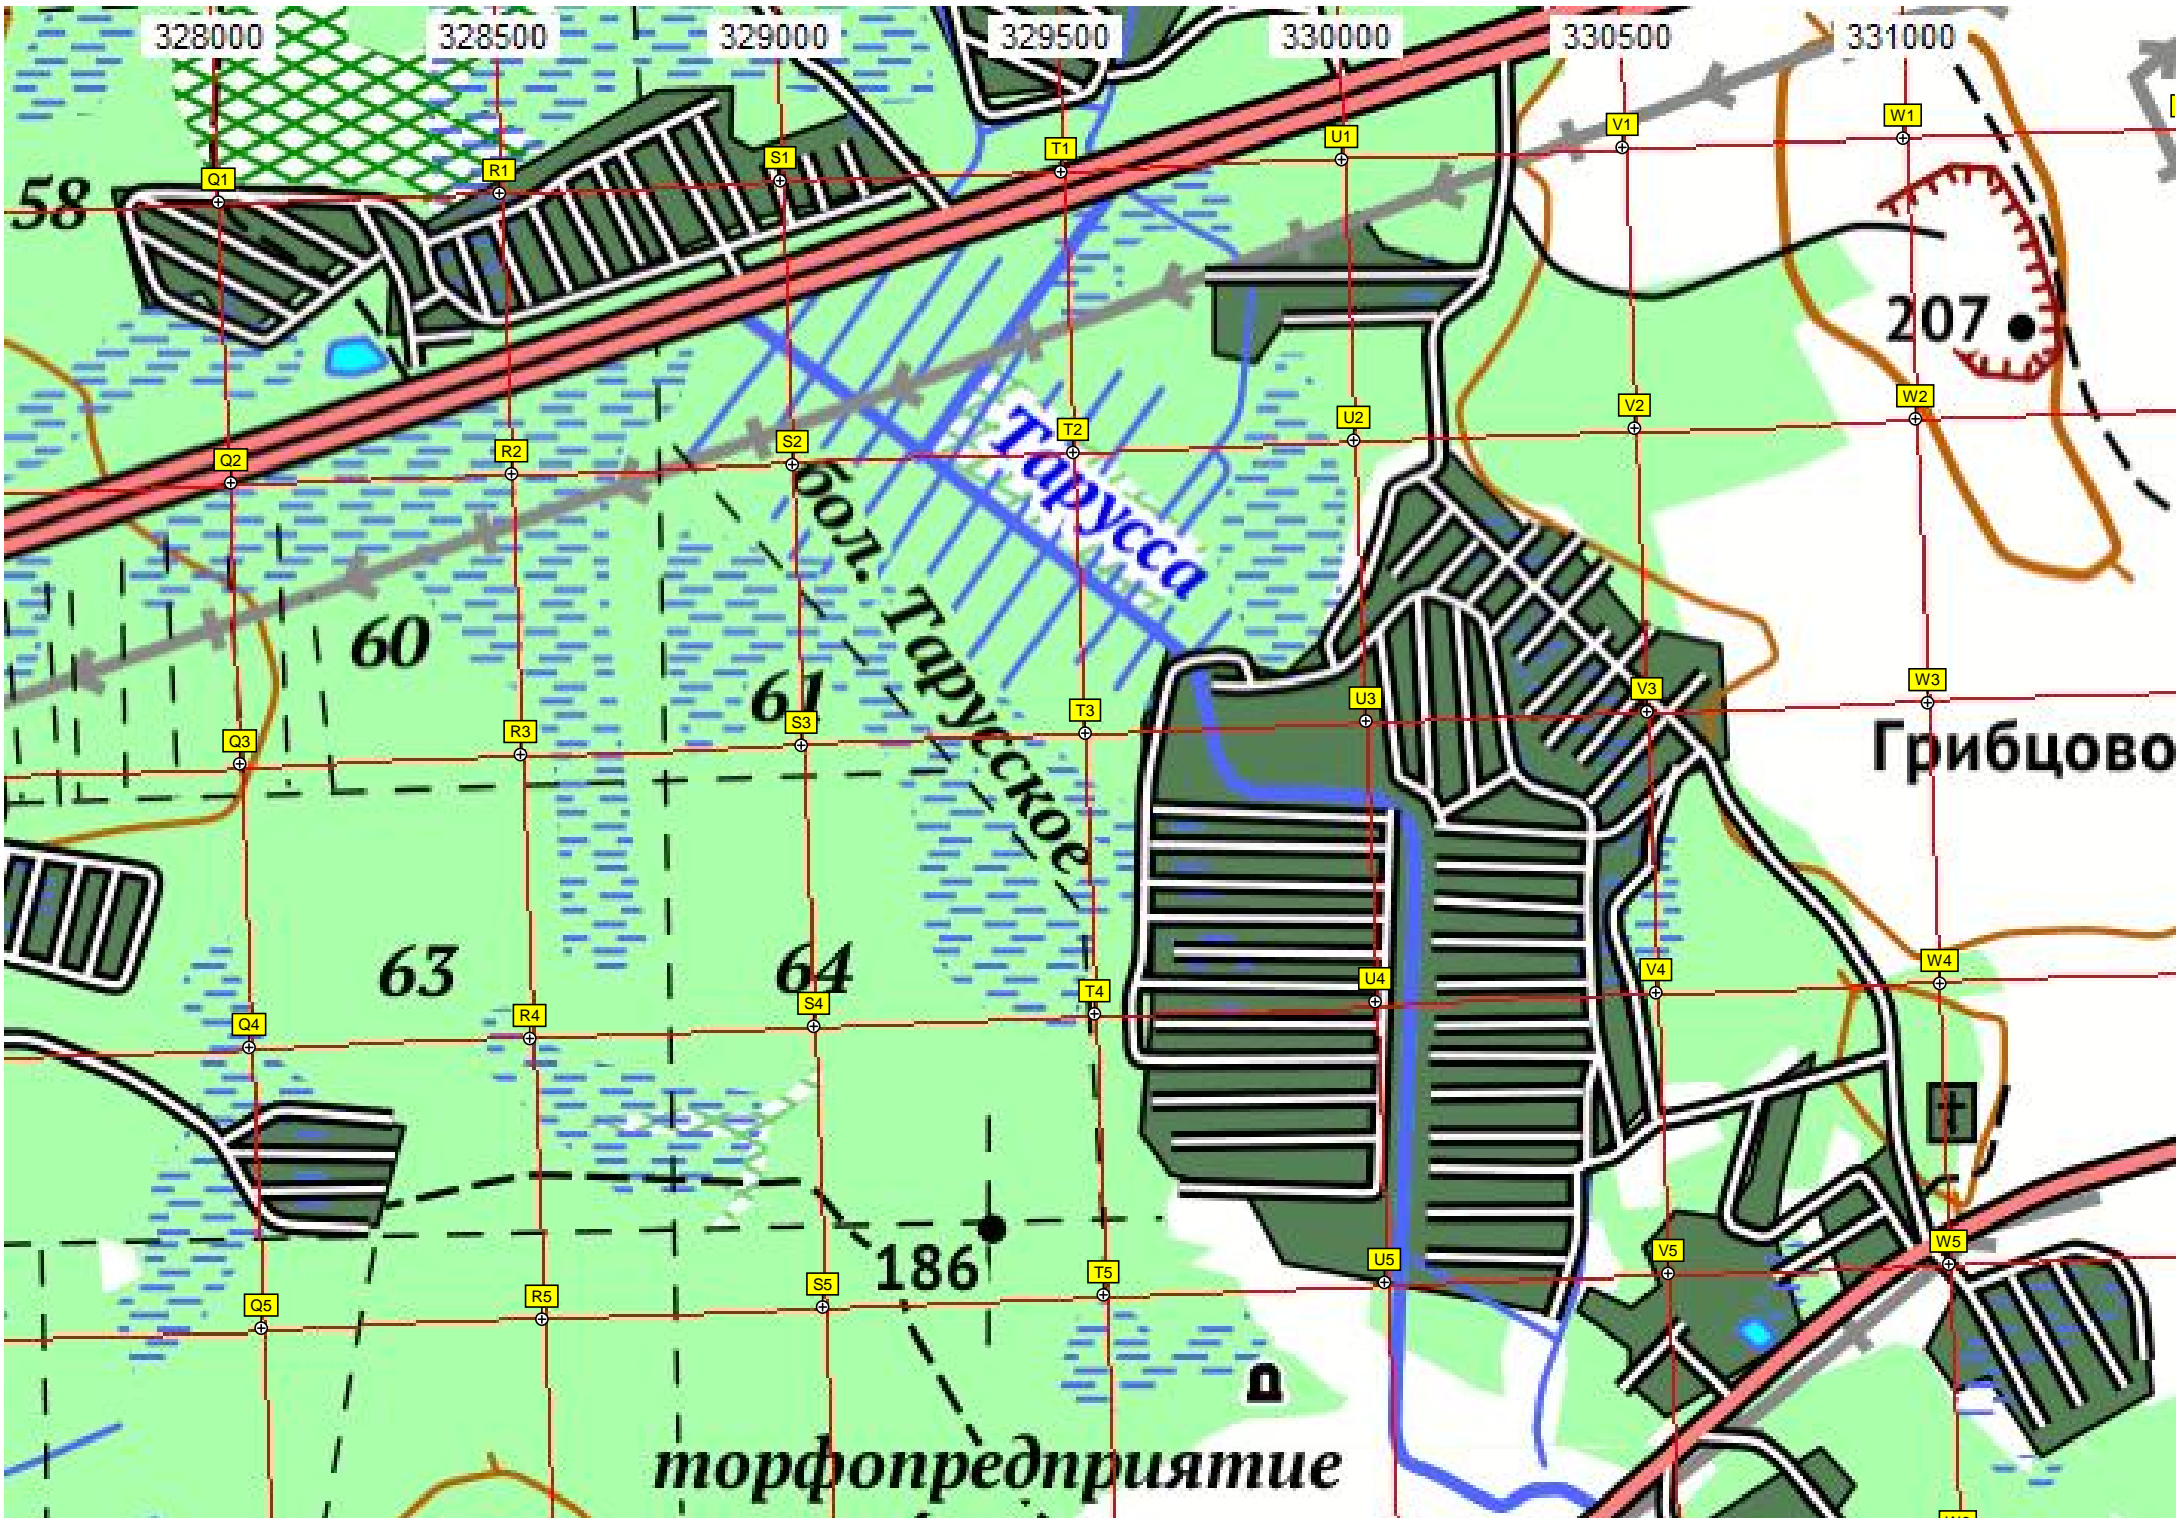 328000 328500 329000 329500 330000 330500 331000
W1
V1
U1
T1
S1
R1
Q1
58
207
W2
V2
U2
T2
S2
R2
Q2
Тарусса
бол. Тарусское
60
61
W3
V3
U3
T3
S3
R3
Q3
Грибцово
63
64
W4
V4
U4
T4
S4
R4
Q4
186
W5
V5
U5
T5
S5
R5
Q5
торфопредприятие